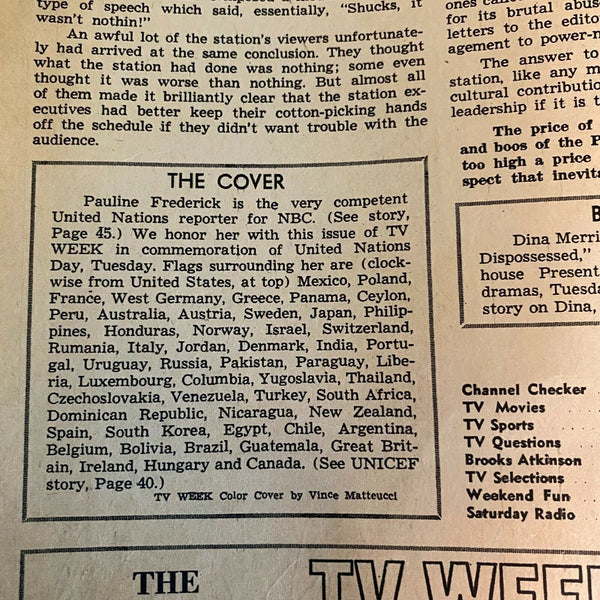 type of speech which said, essentially, "Shucks, it
wasn't nothin!"
An awful lot of the station's viewers unfortunate-
ly had arrived at the same conclusion. They thought
what the station had done was nothing; some even
thought it was worse than nothing. But almost all
of them made it brilliantly clear that the station ex-
ecutives had better keep their cotton-picking hands
off the schedule if they didn't want trouble with the
audience.
THE COVER
Pauline Frederick is the very competent
United Nations reporter for NBC. (See story,
Page 45.) We honor her with this issue of TV
WEEK in commemoration of United Nations
Day, Tuesday. Flags surrounding her are (clock-
wise from United States, at top) Mexico, Poland,
France, West Germany, Greece, Panama, Ceylon,
Peru, Australia, Austria, Sweden, Japan, Philip-
pines, Honduras, Norway, Israel, Switzerland,
Rumania, Italy, Jordan, Denmark, India, Portu-
gal, Uruguay, Russia, Pakistan, Paraguay, Libe-
ria, Luxembourg, Columbia, Yugoslavia, Thailand,
Czechoslovakia, Venezuela, Turkey, South Africa,
Dominican Republic, Nicaragua, New Zealand,
Spain, South Korea, Egypt, Chile, Argentina,
Belgium, Bolivia, Brazil, Guatemala, Great Brit-
ain, Ireland, Hungary and Canada. (See UNICEF
story, Page 40.)
TV WEEK Color Cover by Vince Matteucci
for its brutal abus
letters to the edito
agement to power-m
The answer to
station, like any m
cultural contributio
leadership if it is t
The price of
and boos of the P
too high a price
spect that inevita
B
Dina Merri
Dispossessed,"
house Present
dramas, Tuesda
story on Dina,
Channel Checker
TV Movies
TV Sports
TV Questions
Brooks Atkinson
TV Selections
Weekend Fun
Saturday Radio
THE
TV WEE